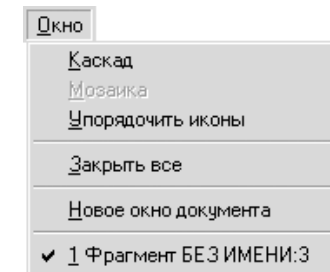 Окно
Каскад
Мозаика
Упорядочить иконы
Закрыть все
Новое окно документа
✔ 1 Фрагмент БЕЗ ИМЕНИ:3